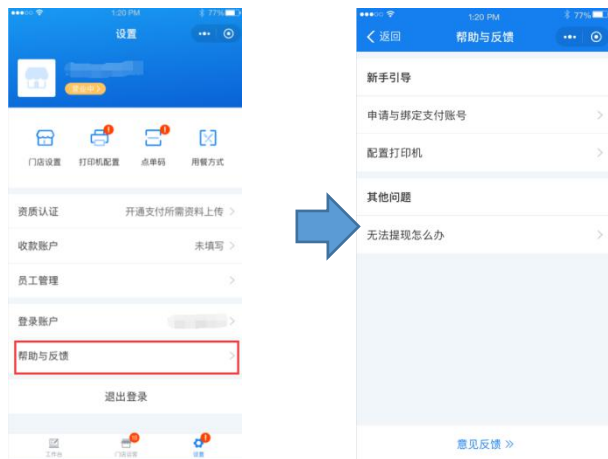 1:20 PM
77%
设置
门店设置
打印机配置
点单码
用餐方式
资质认证
开通支付所需资料上传
收款账户
未填写
员工管理
登录账户
帮助与反馈
退出登录
工作台
设置
1:20 PM
77%
返回
帮助与反馈
新手引导
申请与绑定支付账号
配置打印机
其他问题
无法提现怎么办
意见反馈